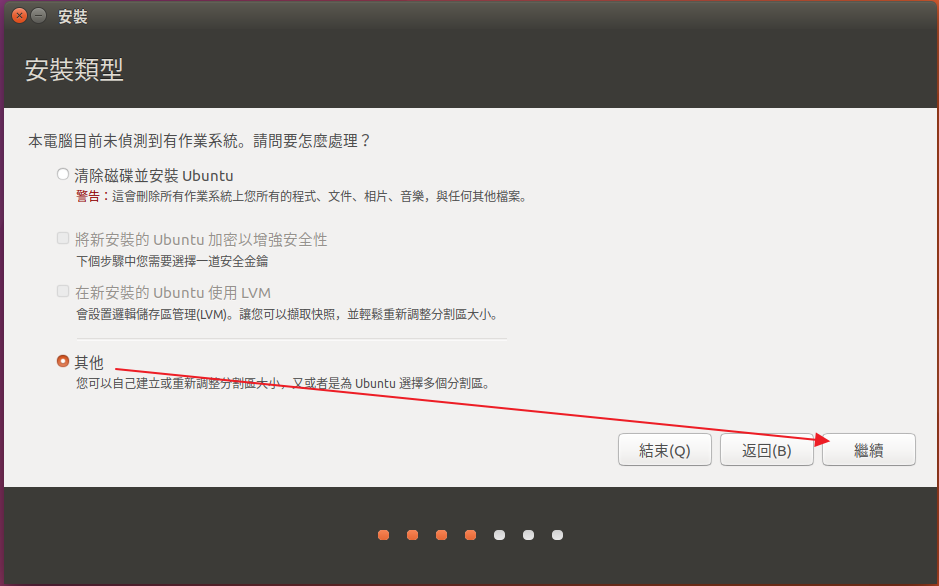 安裝
安裝類型
本電腦目前未偵測到有作業系統。請問要怎麼處理？
清除磁碟並安裝 Ubuntu
警告：這會刪除所有作業系統上您所有的程式、文件、相片、音樂，與任何其他檔案。
將新安裝的 Ubuntu 加密以增強安全性
下個步驟中您需要選擇一道安全金鑰
在新安裝的 Ubuntu 使用 LVM
會設置邏輯儲存區管理(LVM)。讓您可以擷取快照，並輕鬆重新調整分割區大小。
其他
您可以自己建立或重新調整分割區大小，又或者是為 Ubuntu 選擇多個分割區。
結束(Q) 返回(B) 繼續